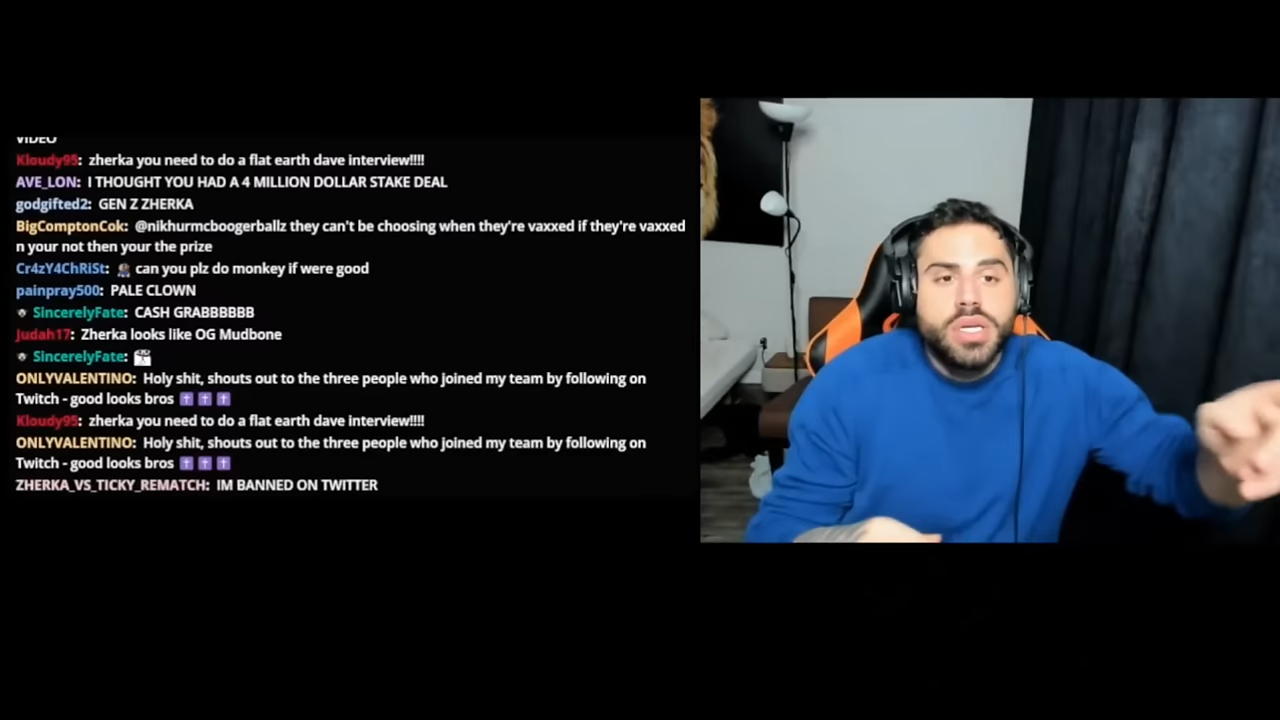 VIDEO
Kloudy95: zherka you need to do a flat earth dave interview!!!!
AVE_LON: I THOUGHT YOU HAD A 4 MILLION DOLLAR STAKE DEAL
godgifted2: GEN Z ZHERKA
BigComptonCok: @nikhurmcboogerballz they can't be choosing when they're vaxxed if they're vaxxed
n your not then your the prize
Cr4zY4ChRiSt: can you plz do monkey if were good
painpray500: PALE CLOWN
SincerelyFate: CASH GRABBBBBB
Judah17: Zherka looks like OG Mudbone
SincerelyFate:
ONLYVALENTINO: Holy shit, shouts out to the three people who joined my team by following on
Twitch - good looks bros
Kloudy95: zherka you need to do a flat earth dave interview!!!!
ONLYVALENTINO: Holy shit, shouts out to the three people who joined my team by following on
Twitch - good looks bros
ZHERKA_VS_TICKY_REMATCH: IM BANNED ON TWITTER